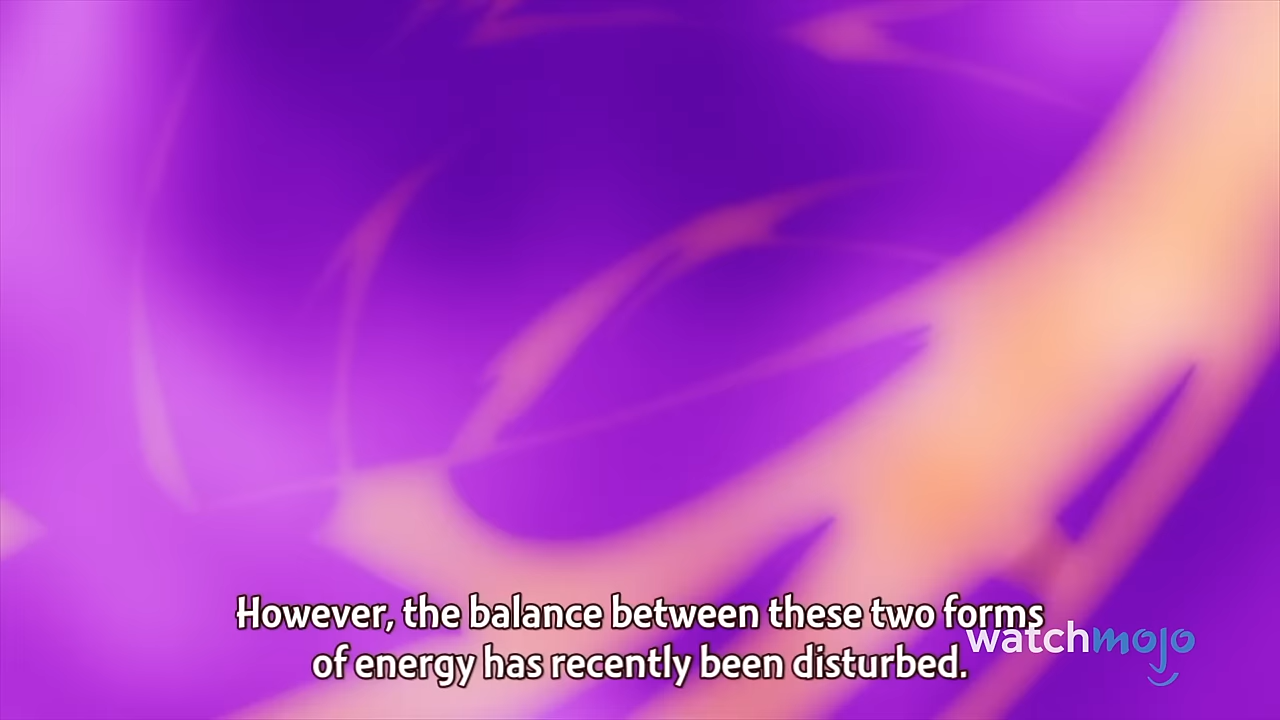 However, the balance between these two forms
of energy has recently been disturbed.
watchmojo